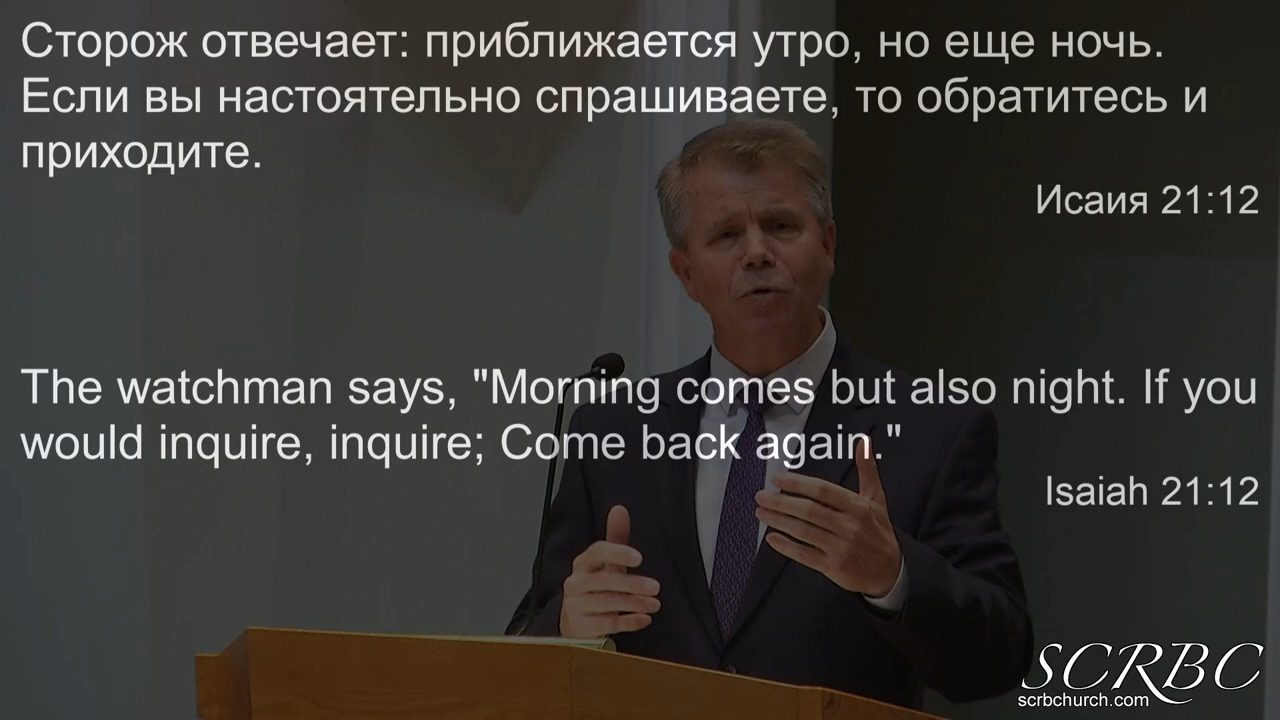 Сторож отвечает: приближается утро, но еще ночь.
Если вы настоятельно спрашиваете, то обратитесь и
приходите.
Исаия 21:12
The watchman says, "Morning comes but also night. If you
would inquire, inquire; Come back again."
Isaiah 21:12
SCRBC
scrbchurch.com